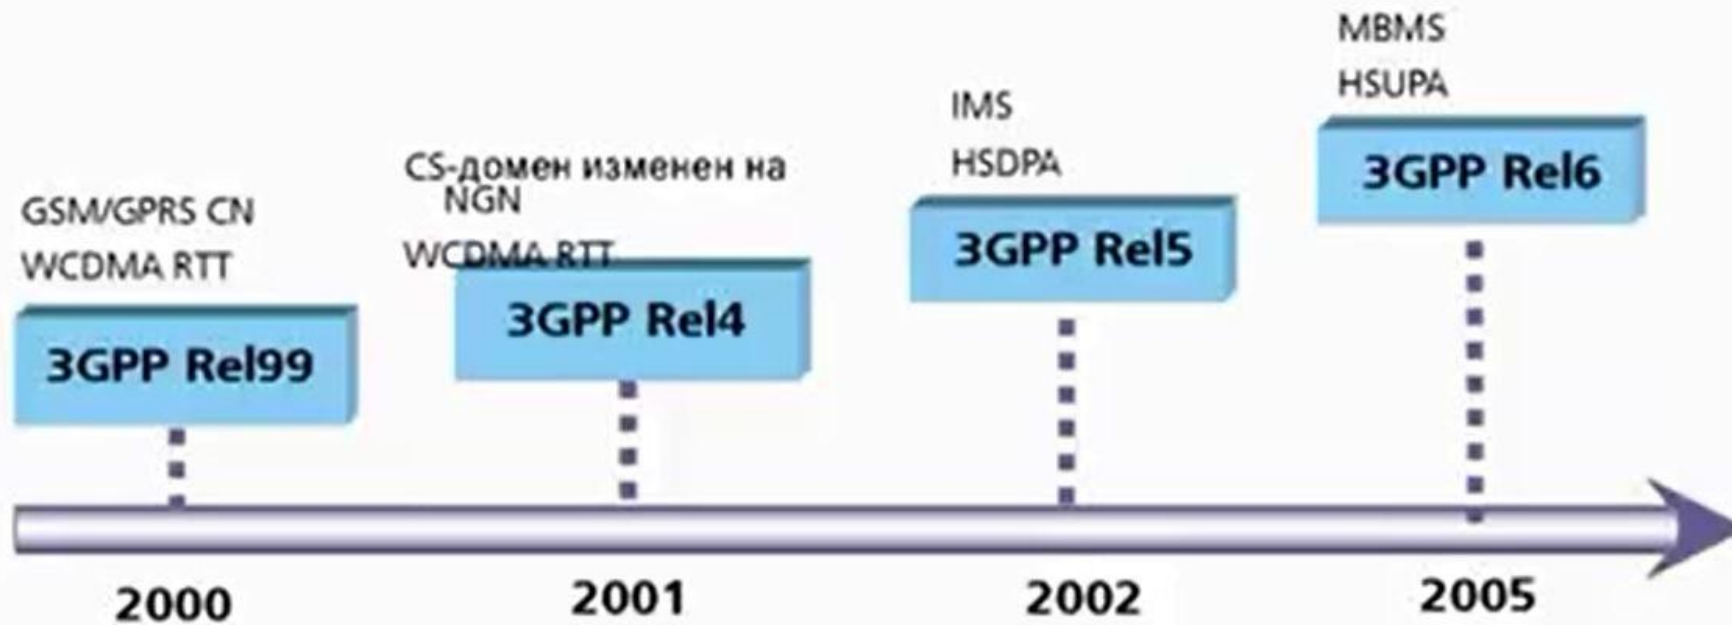 GSM/GPRS CN
WCDMA RTT
3GPP Rel99
2000
CS-домен изменен на
NGN
WCDMA RTT
3GPP Rel4
2001
IMS
HSDPA
3GPP Rel5
2002
MBMS
HSUPA
3GPP Rel6
2005